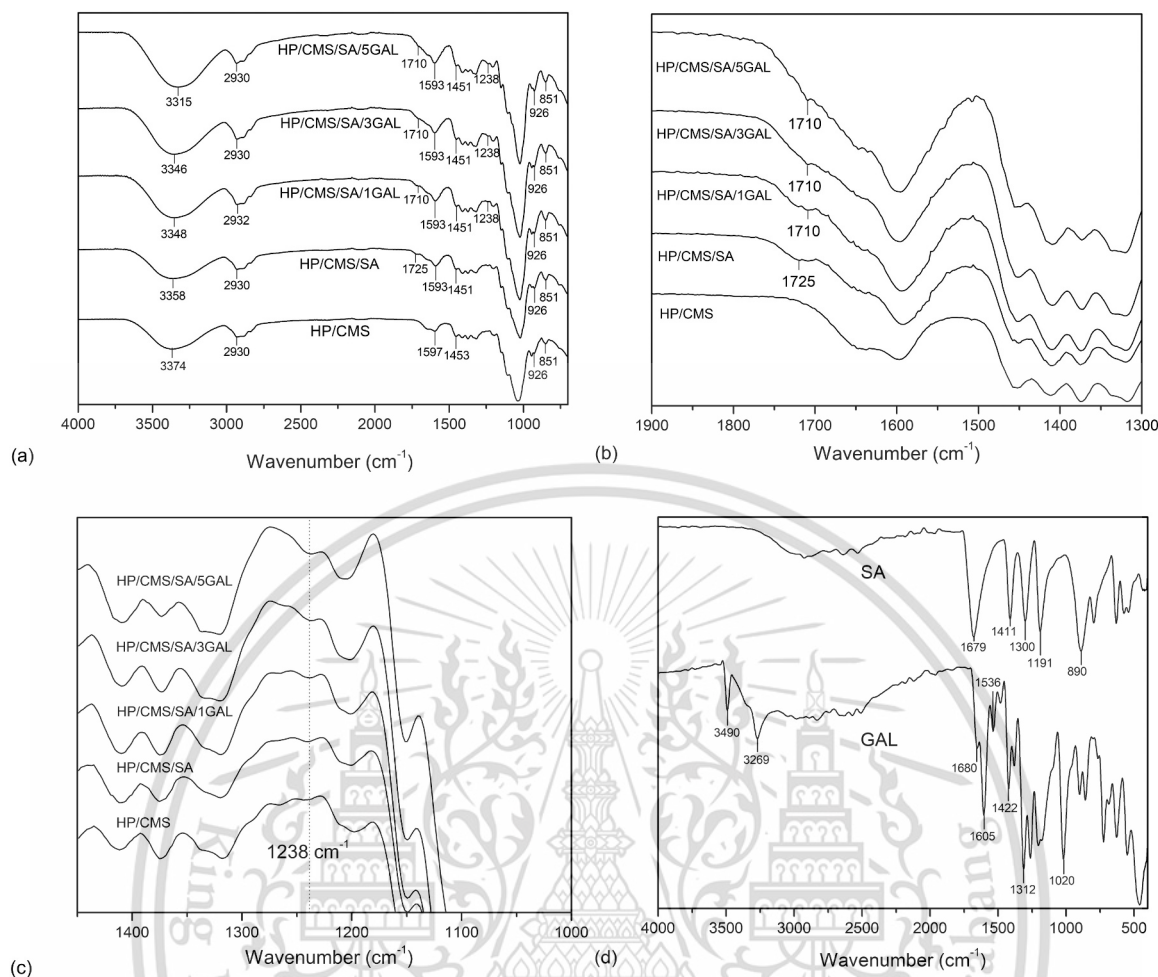 HP/CMS/SA/5GAL
3315
2930
1710
1593
1451
1238
926
851
HP/CMS/SA/3GAL
3346
2930
1710
1593
1451
1238
926
851
HP/CMS/SA/1GAL
3348
2932
1710
1593
1451
1238
926
851
HP/CMS/SA
3358
2930
1725
1593
1451
926
851
HP/CMS
3374
2930
1597
1453
926
851
4000 3500 3000 2500 2000 1500 1000
Wavenumber (cm-1)
(a)
HP/CMS/SA/5GAL
1710
HP/CMS/SA/3GAL
1710
HP/CMS/SA/1GAL
1710
HP/CMS/SA
1725
HP/CMS
1900 1800 1700 1600 1500 1400 1300
Wavenumber (cm-1)
(b)
HP/CMS/SA/5GAL
HP/CMS/SA/3GAL
HP/CMS/SA/1GAL
HP/CMS/SA
HP/CMS
1238 cm-1
1400 1300 1200 1100 1000
Wavenumber (cm-1)
(c)
SA
1679
1411
1300
1191
890
GAL
3490
3269
1680
1605
1536
1422
1312
1020
4000 3500 3000 2500 2000 1500 1000 500
Wavenumber (cm-1)
(d)
King